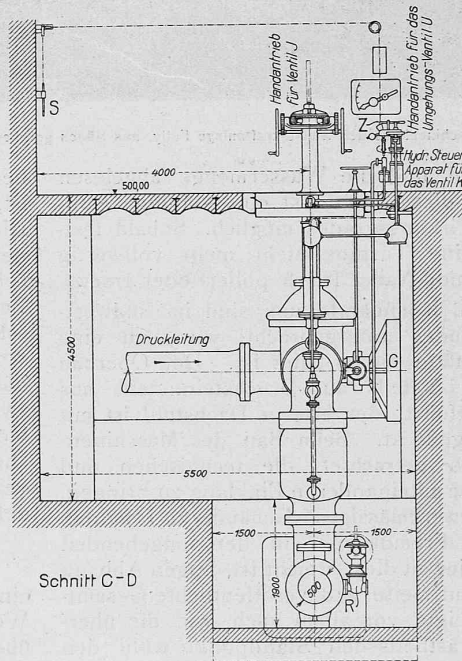 S
Handantrieb
für Ventil J
Handantrieb für das
Umgehungs-Ventil U
Z
Hydr. Steuer
Apparat für
das Ventil K
4000
500,00
4500
Druckleitung
G
5500
1500
1500
1900
500
R
Schnitt C-D